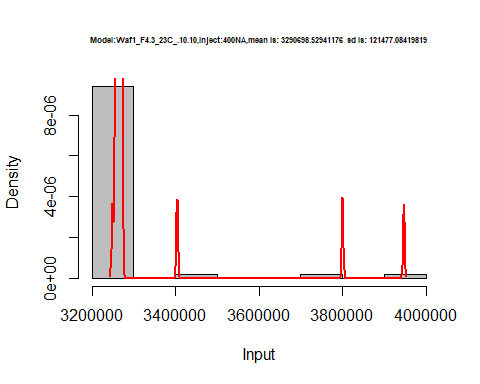 Model:Waf1_F4.3_23C_.10.10,Inject:400NA,mean is: 3290698.52941176 sd is: 121477.08419819
Density
8e-06
4e-06
0e+00
3200000 3400000 3600000 3800000 4000000
Input